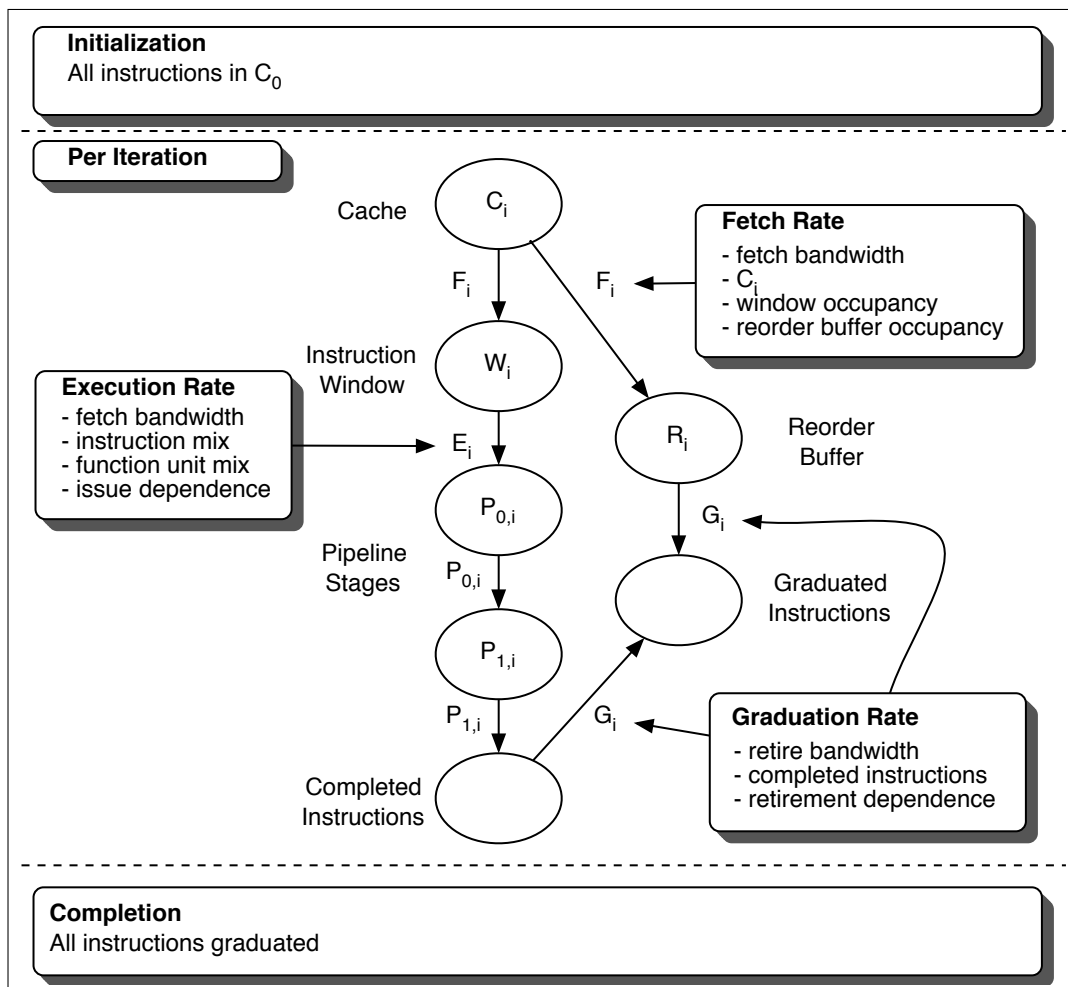 Initialization
All instructions in C0
Per Iteration
Cache
Ci
Fi
Fi
Fetch Rate
- fetch bandwidth
- Ci
- window occupancy
- reorder buffer occupancy
Instruction
Window
Wi
Execution Rate
- fetch bandwidth
- instruction mix
- function unit mix
- issue dependence
Ei
Ri
Reorder
Buffer
P0,i
Gi
Pipeline
Stages
P0,i
Graduated
Instructions
P1,i
P1,i
Gi
Graduation Rate
- retire bandwidth
- completed instructions
- retirement dependence
Completed
Instructions
Completion
All instructions graduated